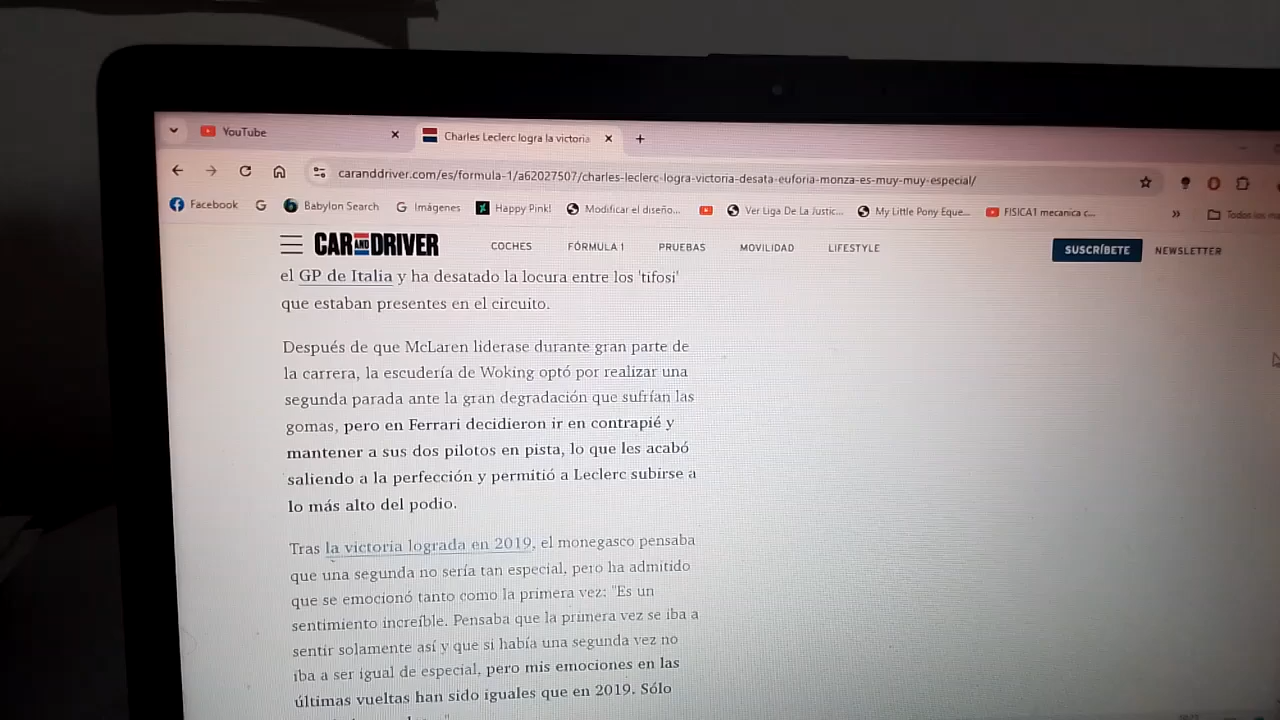 YouTube
Charles Leclerc logra la victoria
caranddriver.com/es/formula-1/a62027507/charles-leclerc-logra-victoria-desata-euforia-monza-es-muy-muy-especial/
Facebook Babylon Search Imágenes Happy Pink! Modificar el diseño... Ver Liga De La Justic... My Little Pony Eque... FISICA1 mecanica c... » Todos los
CAR AND DRIVER COCHES FÓRMULA 1 PRUEBAS MOVILIDAD LIFESTYLE SUSCRÍBETE NEWSLETTER
el GP de Italia y ha desatado la locura entre los 'tifosi'
que estaban presentes en el circuito.
Después de que McLaren liderase durante gran parte de
la carrera, la escudería de Woking optó por realizar una
segunda parada ante la gran degradación que sufrían las
gomas, pero en Ferrari decidieron ir en contrapié y
mantener a sus dos pilotos en pista, lo que les acabó
saliendo a la perfección y permitió a Leclerc subirse a
lo más alto del podio.
Tras la victoria lograda en 2019, el monegasco pensaba
que una segunda no sería tan especial, pero ha admitido
que se emocionó tanto como la primera vez: "Es un
sentimiento increíble. Pensaba que la primera vez se iba a
sentir solamente así y que si había una segunda vez no
iba a ser igual de especial, pero mis emociones en las
últimas vueltas han sido iguales que en 2019. Sólo